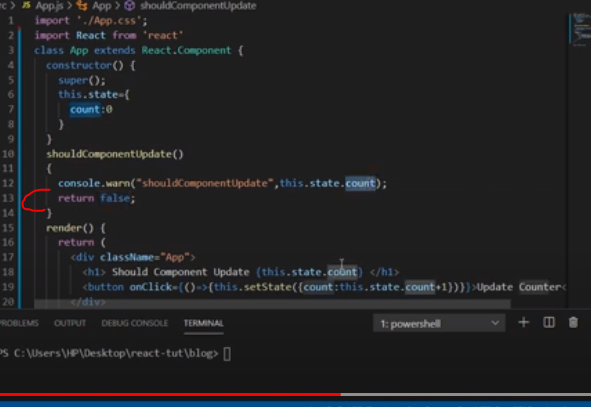 rc > JS App.js > App > shouldComponentUpdate
1 import './App.css';
2 import React from 'react'
3 class App extends React.Component {
4 constructor() {
5 super();
6 this.state={
7 count:0
8 }
9 }
10 shouldComponentUpdate()
11 {
12 console.warn("shouldComponentUpdate",this.state.count);
13 return false;
14 }
15 render() {
16 return (
17 <div className="App">
18 <h1> Should Component Update {this.state.count} </h1>
19 <button onClick={()=>{this.setState({count:this.state.count+1})}}>Update Counter<
20 </div>
PROBLEMS OUTPUT DEBUG CONSOLE TERMINAL 1: powershell
PS C:\Users\HP\Desktop\react-tut\blog>